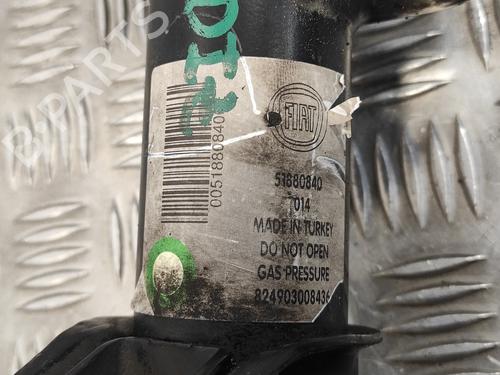 B-PARTS
FIAT
0051880840
51880840
014
MADE IN TURKEY
DO NOT OPEN
GAS PRESSURE
824903008436